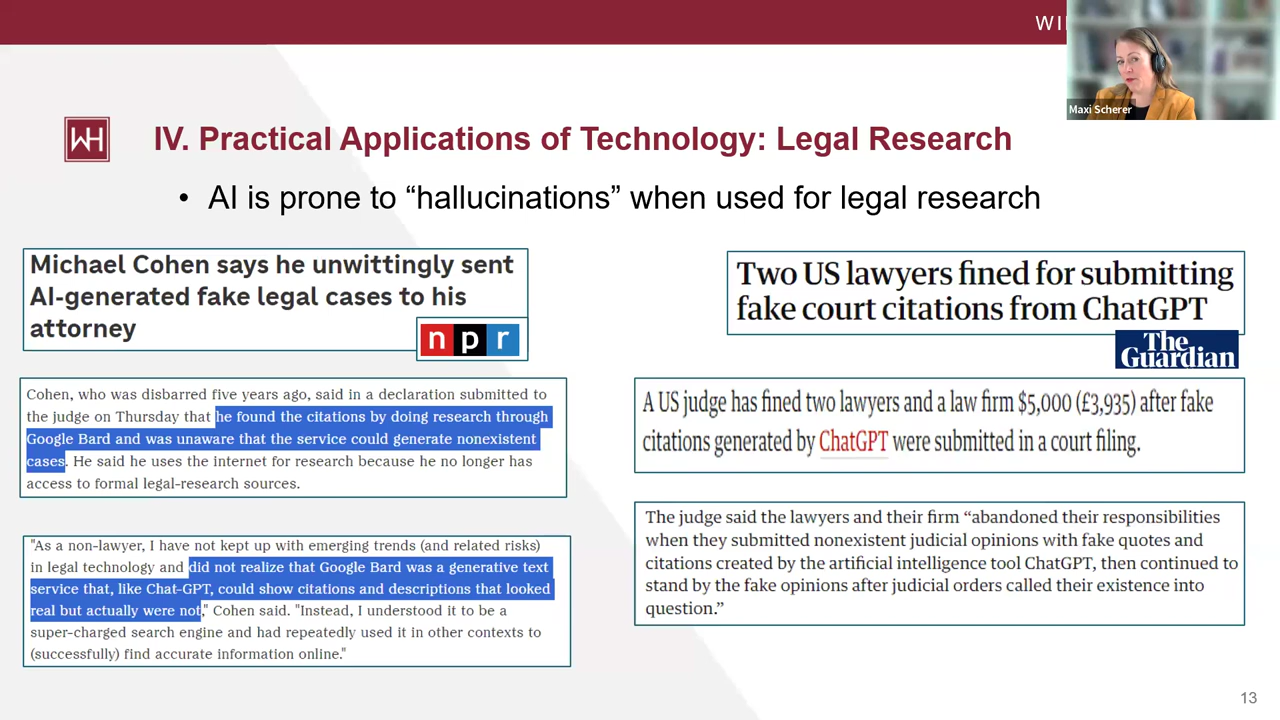 WI
Maxi Scherer
WH
IV. Practical Applications of Technology: Legal Research
• AI is prone to “hallucinations” when used for legal research
Michael Cohen says he unwittingly sent
AI-generated fake legal cases to his
attorney
npr
Cohen, who was disbarred five years ago, said in a declaration submitted to
the judge on Thursday that he found the citations by doing research through
Google Bard and was unaware that the service could generate nonexistent
cases. He said he uses the internet for research because he no longer has
access to formal legal-research sources.
"As a non-lawyer, I have not kept up with emerging trends (and related risks)
in legal technology and did not realize that Google Bard was a generative text
service that, like Chat-GPT, could show citations and descriptions that looked
real but actually were not," Cohen said. "Instead, I understood it to be a
super-charged search engine and had repeatedly used it in other contexts to
(successfully) find accurate information online."
Two US lawyers fined for submitting
fake court citations from ChatGPT
The
Guardian
A US judge has fined two lawyers and a law firm $5,000 (£3,935) after fake
citations generated by ChatGPT were submitted in a court filing.
The judge said the lawyers and their firm “abandoned their responsibilities
when they submitted nonexistent judicial opinions with fake quotes and
citations created by the artificial intelligence tool ChatGPT, then continued to
stand by the fake opinions after judicial orders called their existence into
question.”
13